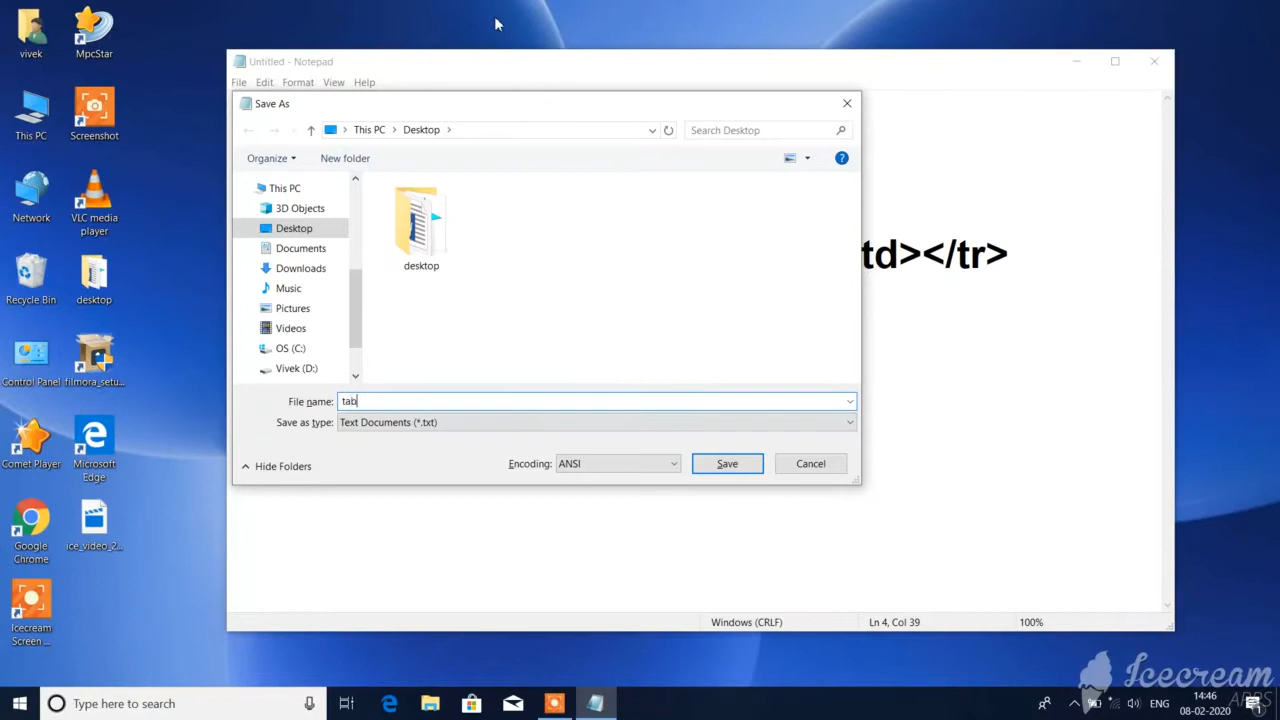 vivek
MpcStar
This PC
Screenshot
Network
VLC media
player
Recycle Bin
desktop
Control Panel
filmora_setu...
Comet Player
Microsoft
Edge
Google
Chrome
ice_video_2...
Icecream
Screen ...
Untitled - Notepad
File Edit Format View Help
Save As
This PC > Desktop >
Search Desktop
Organize
New folder
This PC
3D Objects
Desktop
Documents
Downloads
Music
Pictures
Videos
OS (C:)
Vivek (D:)
desktop
td></tr>
File name: tab
Save as type: Text Documents (*.txt)
Hide Folders
Encoding: ANSI
Save
Cancel
Windows (CRLF)
Ln 4, Col 39
100%
Icecream
APPS
Type here to search
ENG
14:46
08-02-2020